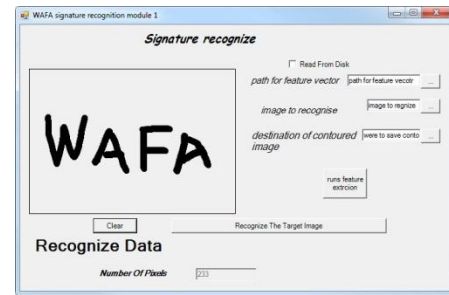 WAFA signature recognition module 1
Signature recognize
Read From Disk
path for feature vector path for feature vecotr ...
image to recognise image to regnize ...
destination of contoured image were to save conto ...
WAFA
runs feature extrcion
Clear Recognize The Target Image
Recognize Data
Number Of Pixels 233